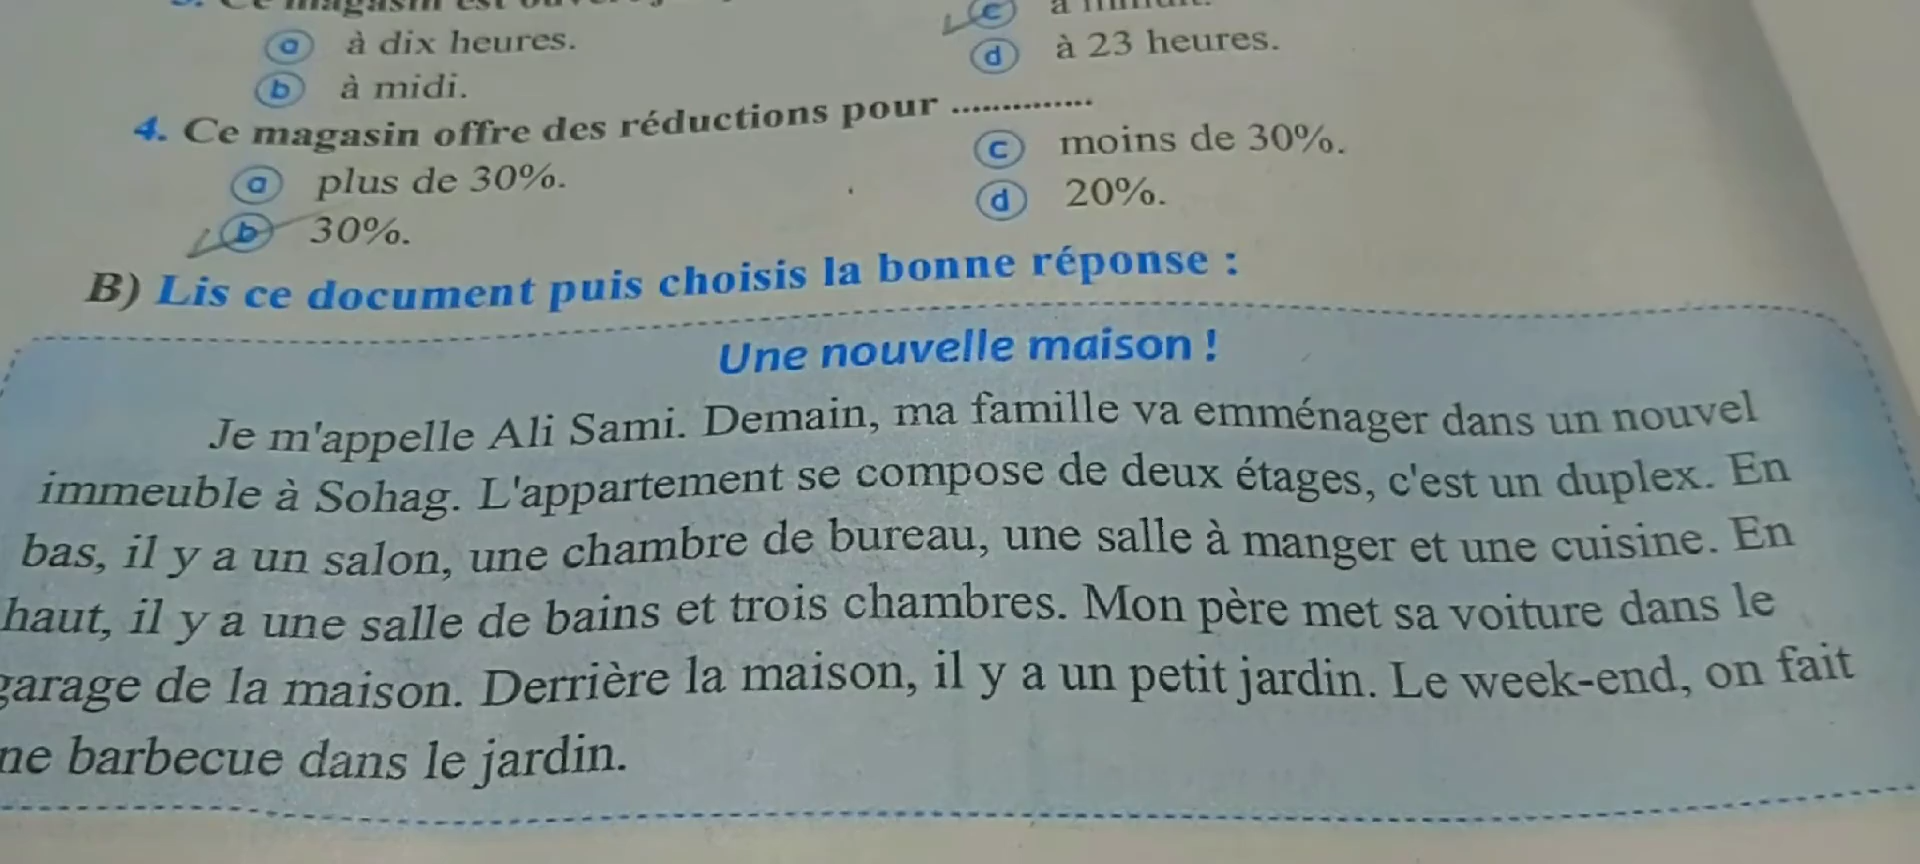 à dix heures.
b à midi.
c
d à 23 heures.
4. Ce magasin offre des réductions pour ..............
a plus de 30%.
b 30%.
c moins de 30%.
d 20%.
B) Lis ce document puis choisis la bonne réponse :
Une nouvelle maison !
Je m'appelle Ali Sami. Demain, ma famille va emménager dans un nouvel
immeuble à Sohag. L'appartement se compose de deux étages, c'est un duplex. En
bas, il y a un salon, une chambre de bureau, une salle à manger et une cuisine. En
haut, il y a une salle de bains et trois chambres. Mon père met sa voiture dans le
garage de la maison. Derrière la maison, il y a un petit jardin. Le week-end, on fait
ne barbecue dans le jardin.